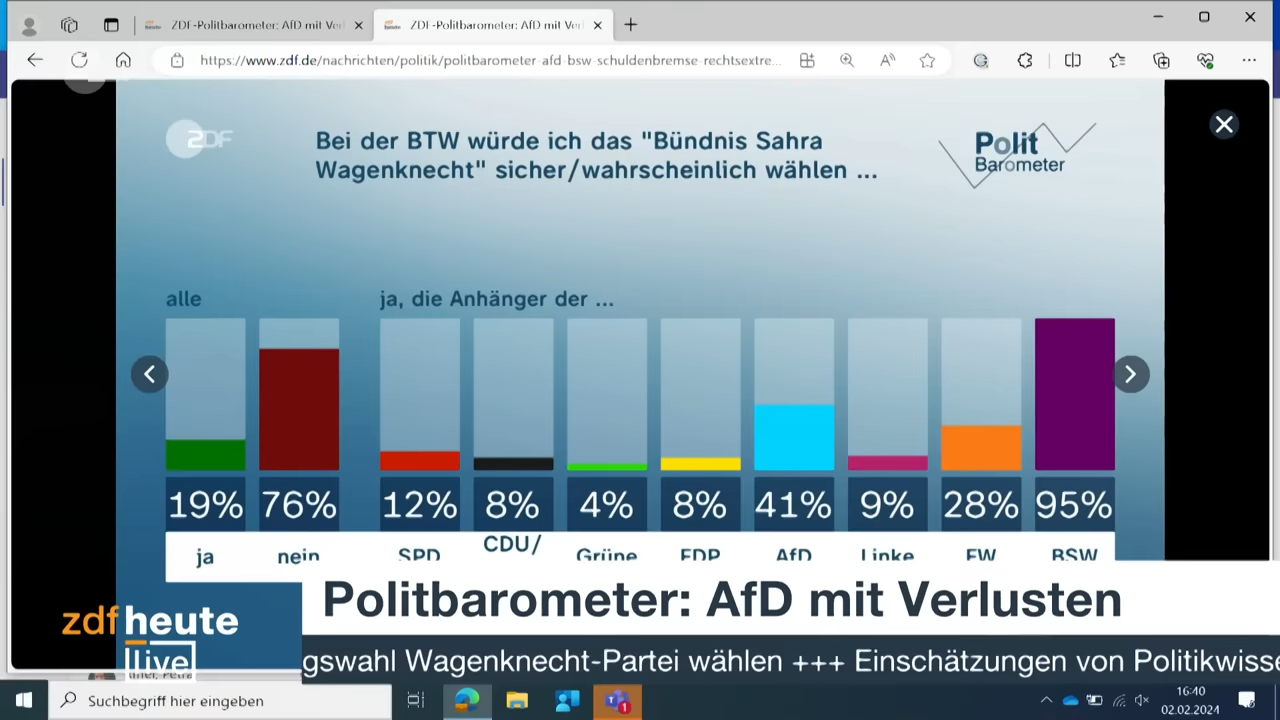 ZDF-Politbarometer: AfD mit Ver
ZDF-Politbarometer: AfD mit Ver
https://www.zdf.de/nachrichten/politik/politbarometer-afd-bsw-schuldenbremse-rechtsextre...
ZDF
Bei der BTW würde ich das "Bündnis Sahra
Wagenknecht" sicher/wahrscheinlich wählen ...
Polit
Barometer
alle
ja, die Anhänger der ...
19% 76% 12% 8% 4% 8% 41% 9% 28% 95%
ja nein SPD CDU/ Grüne FDP AfD Linke FW BSW
Politbarometer: AfD mit Verlusten
zdfheute
live
gswahl Wagenknecht-Partei wählen +++ Einschätzungen von Politikwisse
Suchbegriff hier eingeben
1
16:40
02.02.2024